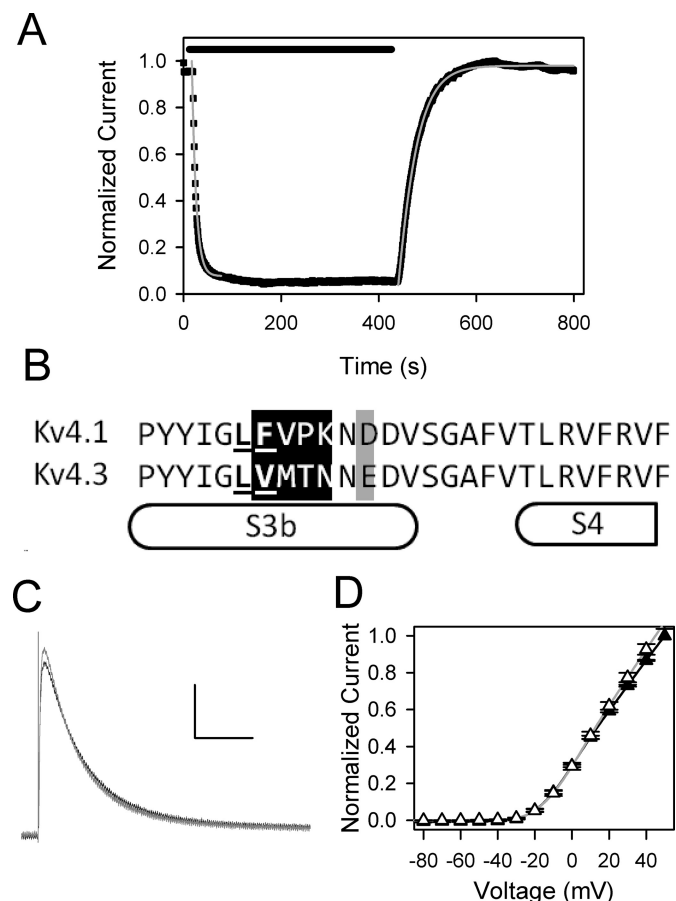 A
Normalized Current
1.0
0.8
0.6
0.4
0.2
0.0
0 200 400 600 800
Time (s)
B
Kv4.1 PYYIGLFVPKNDDVSGAFVTLRVFRVF
Kv4.3 PYYIGLVMTNNEDVSGAFVTLRVFRVF
S3b S4
C
D
Normalized Current
1.0
0.8
0.6
0.4
0.2
0.0
-80 -60 -40 -20 0 20 40
Voltage (mV)